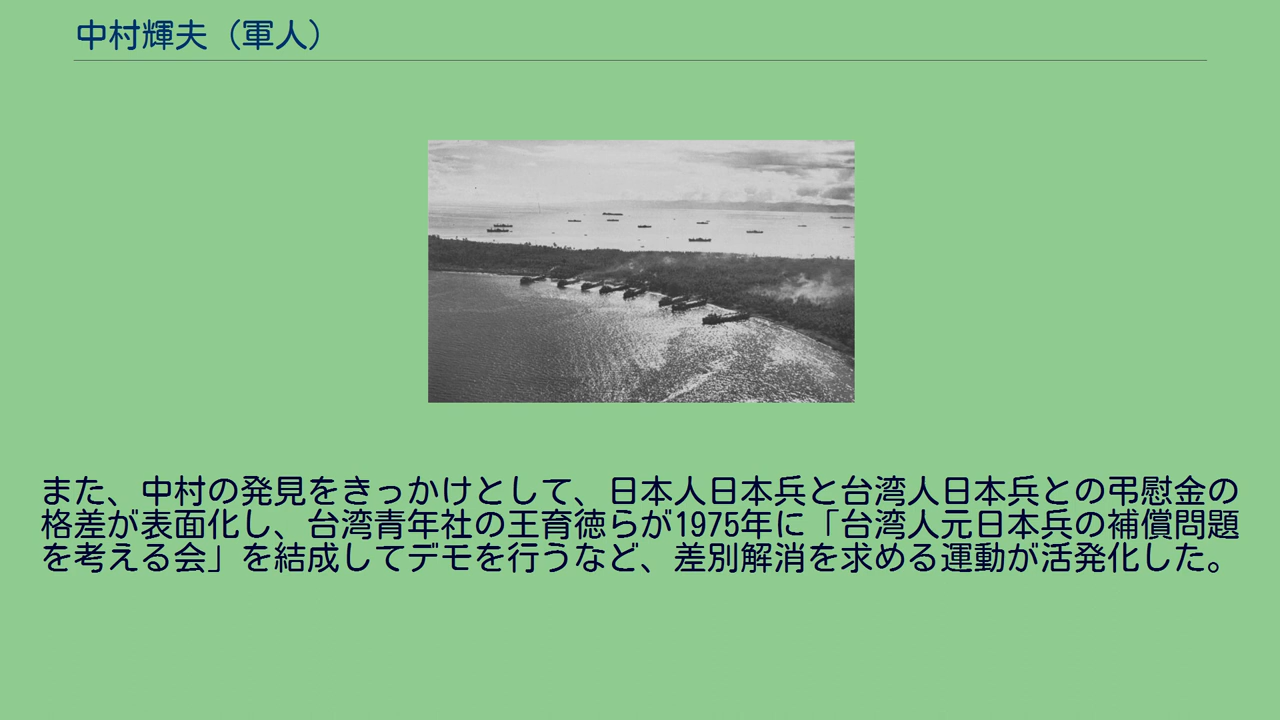 中村輝夫（軍人）
また、中村の発見をきっかけとして、日本人日本兵と台湾人日本兵との弔慰金の
格差が表面化し、台湾青年社の王育徳らが1975年に「台湾人元日本兵の補償問題
を考える会」を結成してデモを行うなど、差別解消を求める運動が活発化した。